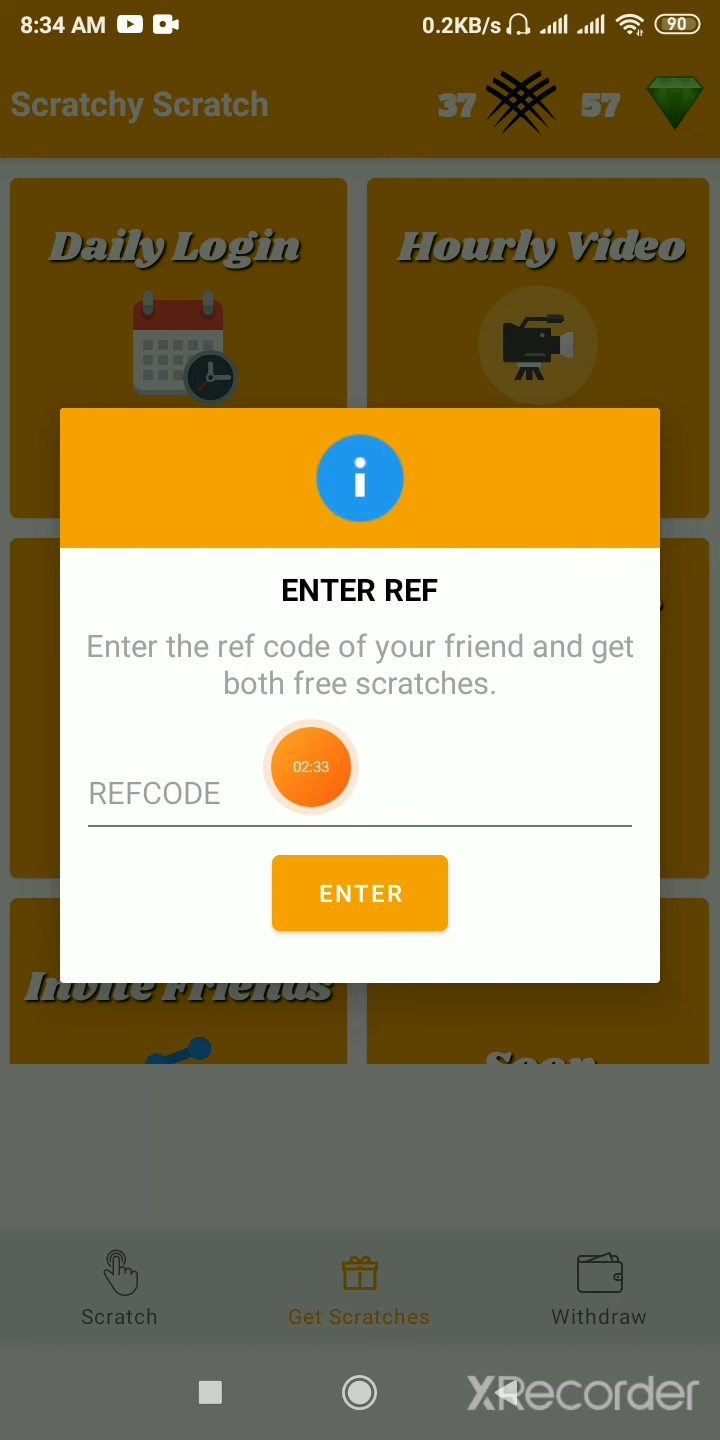 8:34 AM 0.2KB/s 90
Scratchy Scratch 37 57
Daily Login
Hourly Video
ENTER REF
Enter the ref code of your friend and get
both free scratches.
02:33
REFCODE
ENTER
Invite Friends
Soon
Scratch
Get Scratches
Withdraw
XRecorder